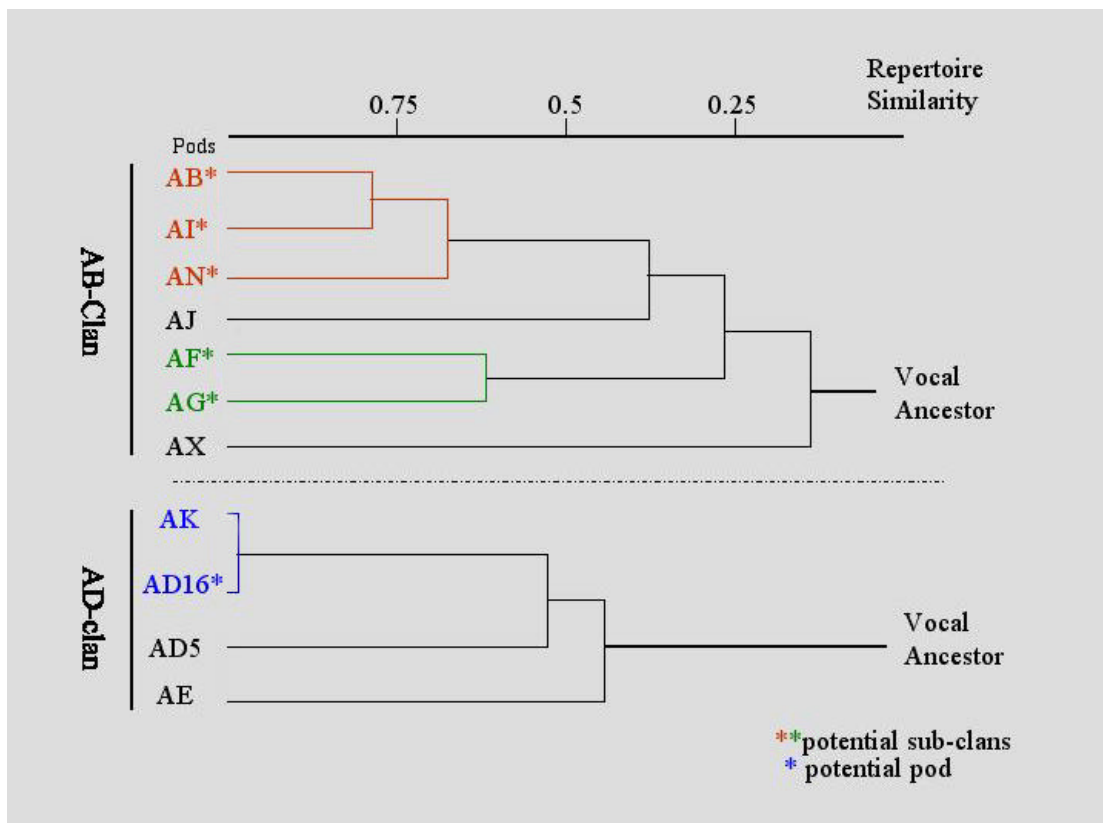 Repertoire
Similarity
0.75 0.5 0.25
Pods
AB-Clan
AB*
AI*
AN*
AJ
AF*
AG*
AX
Vocal
Ancestor
AD-clan
AK
AD16*
AD5
AE
Vocal
Ancestor
**potential sub-clans
* potential pod